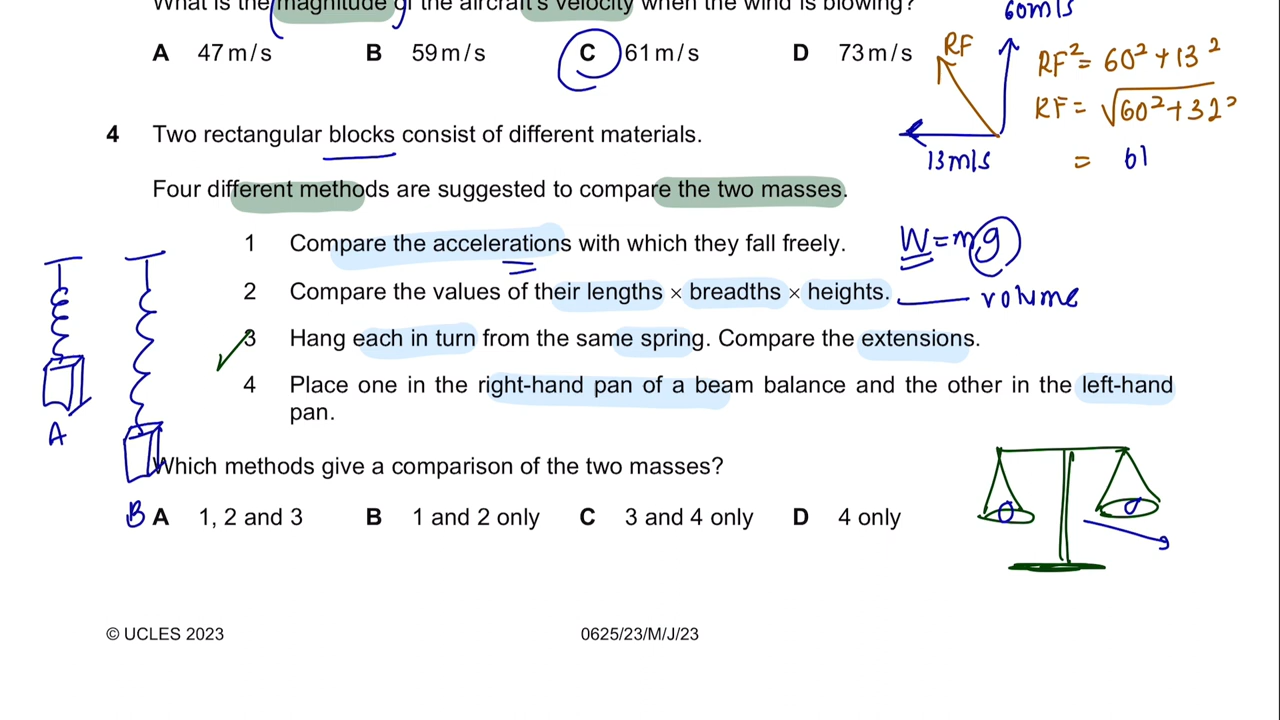 What is the magnitude of the aircraft's velocity when the wind is blowing?
60m/s
A 47 m/s B 59 m/s C 61 m/s D 73 m/s
RF
RF² = 60² + 13²
RF = √60² + 32²
= 61
13m/s
4 Two rectangular blocks consist of different materials.
Four different methods are suggested to compare the two masses.
1 Compare the accelerations with which they fall freely.
W = mg
2 Compare the values of their lengths × breadths × heights.
volume
3 Hang each in turn from the same spring. Compare the extensions.
4 Place one in the right-hand pan of a beam balance and the other in the left-hand
pan.
A
B
Which methods give a comparison of the two masses?
A 1, 2 and 3 B 1 and 2 only C 3 and 4 only D 4 only
© UCLES 2023 0625/23/M/J/23